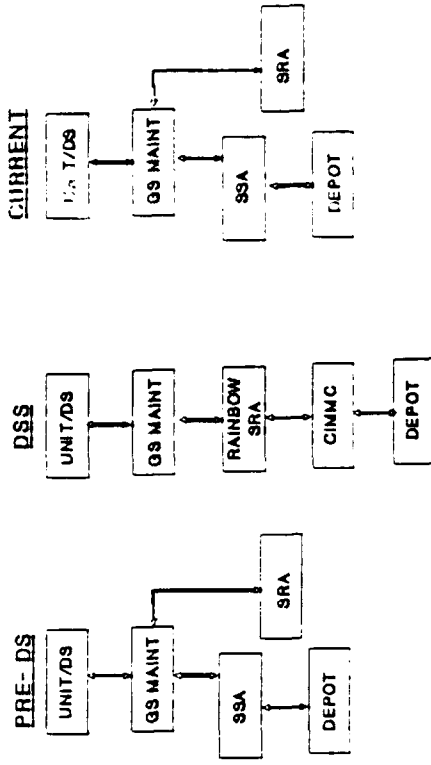 PRE-DS
UNIT/DS
GS MAINT
SRA
SSA
DEPOT
DSS
UNIT/DS
GS MAINT
RAINBOW
SRA
CIMMC
DEPOT
CURRENT
GS MAINT
SRA
SSA
DEPOT